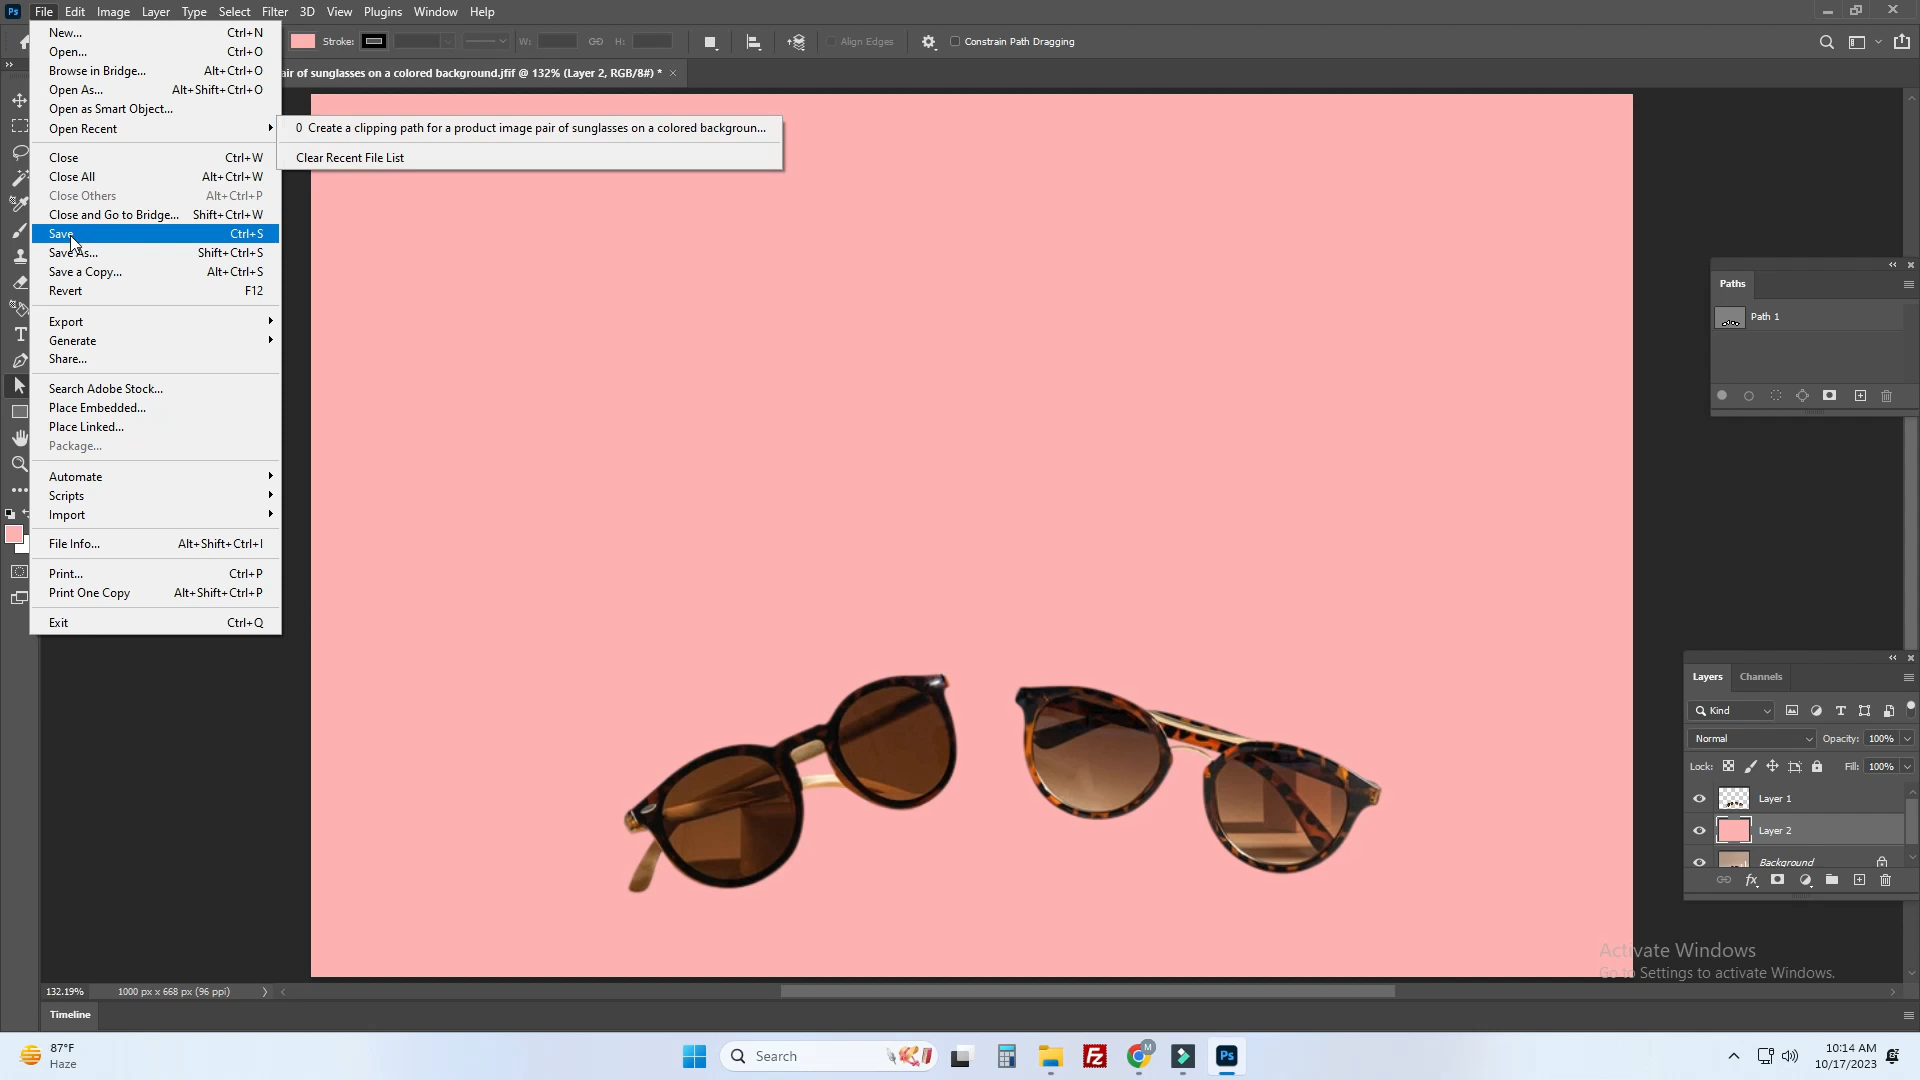 Ps File Edit Image Layer Type Select Filter 3D View Plugins Window Help
Stroke: W: H: Align Edges Constrain Path Dragging
air of sunglasses on a colored background.jfif @ 132% (Layer 2, RGB/8#) * ×
New... Ctrl+N
Open... Ctrl+O
Browse in Bridge... Alt+Ctrl+O
Open As... Alt+Shift+Ctrl+O
Open as Smart Object...
Open Recent
0 Create a clipping path for a product image pair of sunglasses on a colored backgroun...
Clear Recent File List
Close Ctrl+W
Close All Alt+Ctrl+W
Close Others Alt+Ctrl+P
Close and Go to Bridge... Shift+Ctrl+W
Save Ctrl+S
Save As... Shift+Ctrl+S
Save a Copy... Alt+Ctrl+S
Revert F12
Export
Generate
Share...
Search Adobe Stock...
Place Embedded...
Place Linked...
Package...
Automate
Scripts
Import
File Info... Alt+Shift+Ctrl+I
Print... Ctrl+P
Print One Copy Alt+Shift+Ctrl+P
Exit Ctrl+Q
Paths
Path 1
Layers Channels
Kind
Normal Opacity: 100%
Lock: Fill: 100%
Layer 1
Layer 2
Background
fx
Activate Windows
Go to Settings to activate Windows.
132.19% 1000 px x 668 px (96 ppi)
Timeline
87°F
Haze
Search
Fz
M
Ps
10:14 AM
10/17/2023